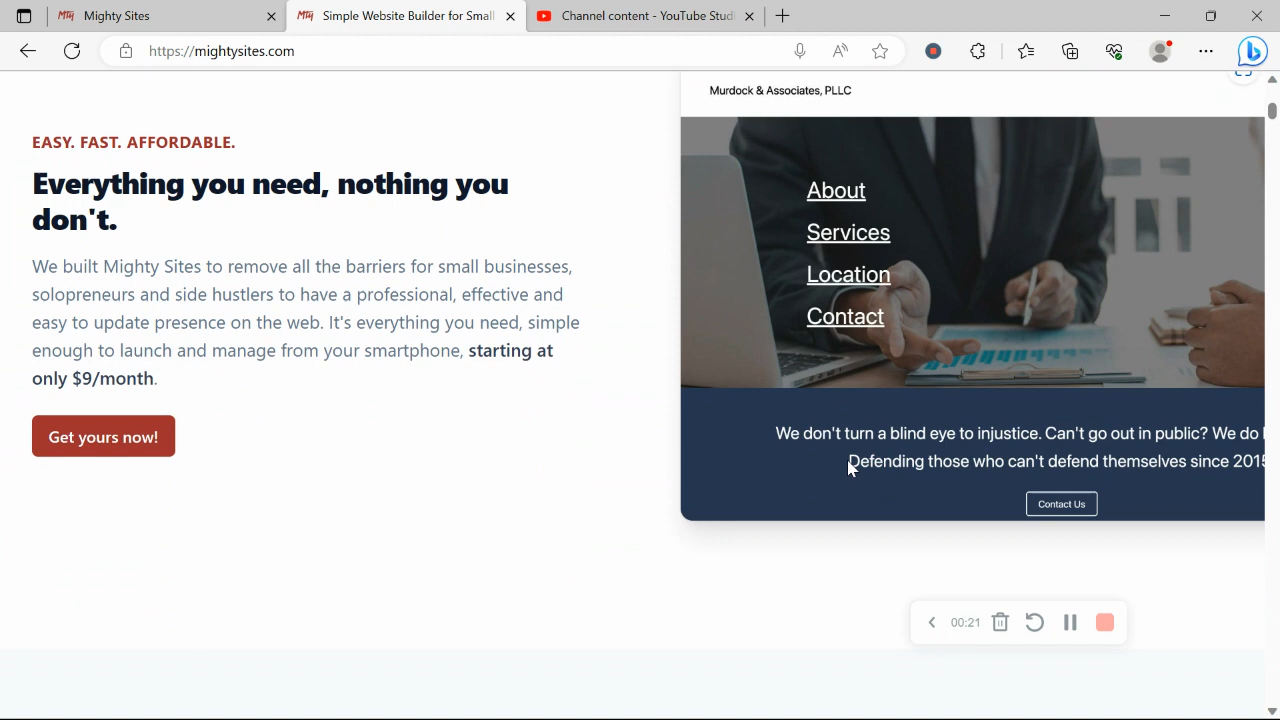 Mighty Sites
Simple Website Builder for Small
Channel content - YouTube Stud
https://mightysites.com
EASY. FAST. AFFORDABLE.
Everything you need, nothing you
don't.
We built Mighty Sites to remove all the barriers for small businesses,
solopreneurs and side hustlers to have a professional, effective and
easy to update presence on the web. It's everything you need, simple
enough to launch and manage from your smartphone, starting at
only $9/month.
Get yours now!
Murdock & Associates, PLLC
About
Services
Location
Contact
We don't turn a blind eye to injustice. Can't go out in public? We do
Defending those who can't defend themselves since 2015
Contact Us
00:21